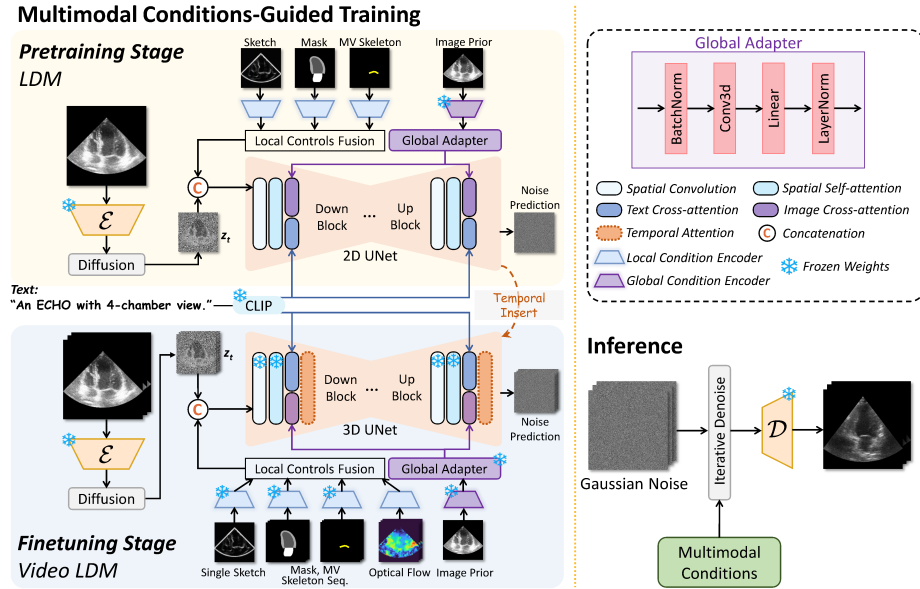 Multimodal Conditions-Guided Training
Pretraining Stage
LDM
Sketch
Mask
MV Skeleton
Image Prior
Local Controls Fusion
Global Adapter
C
ℰ
z_t
Diffusion
Down
Block
...
Up
Block
2D UNet
Noise
Prediction
Text:
"An ECHO with 4-chamber view."
CLIP
Temporal
Insert
z_t
C
Down
Block
...
Up
Block
3D UNet
Noise
Prediction
ℰ
Diffusion
Local Controls Fusion
Global Adapter
Finetuning Stage
Video LDM
Single Sketch
Mask, MV
Skeleton Seq.
Optical Flow
Image Prior
Global Adapter
BatchNorm
Conv3d
Linear
LayerNorm
Spatial Convolution
Spatial Self-attention
Text Cross-attention
Image Cross-attention
Temporal Attention
C
Concatenation
Local Condition Encoder
Frozen Weights
Global Condition Encoder
Inference
Gaussian Noise
Iterative Denoise
𝒟
Multimodal
Conditions